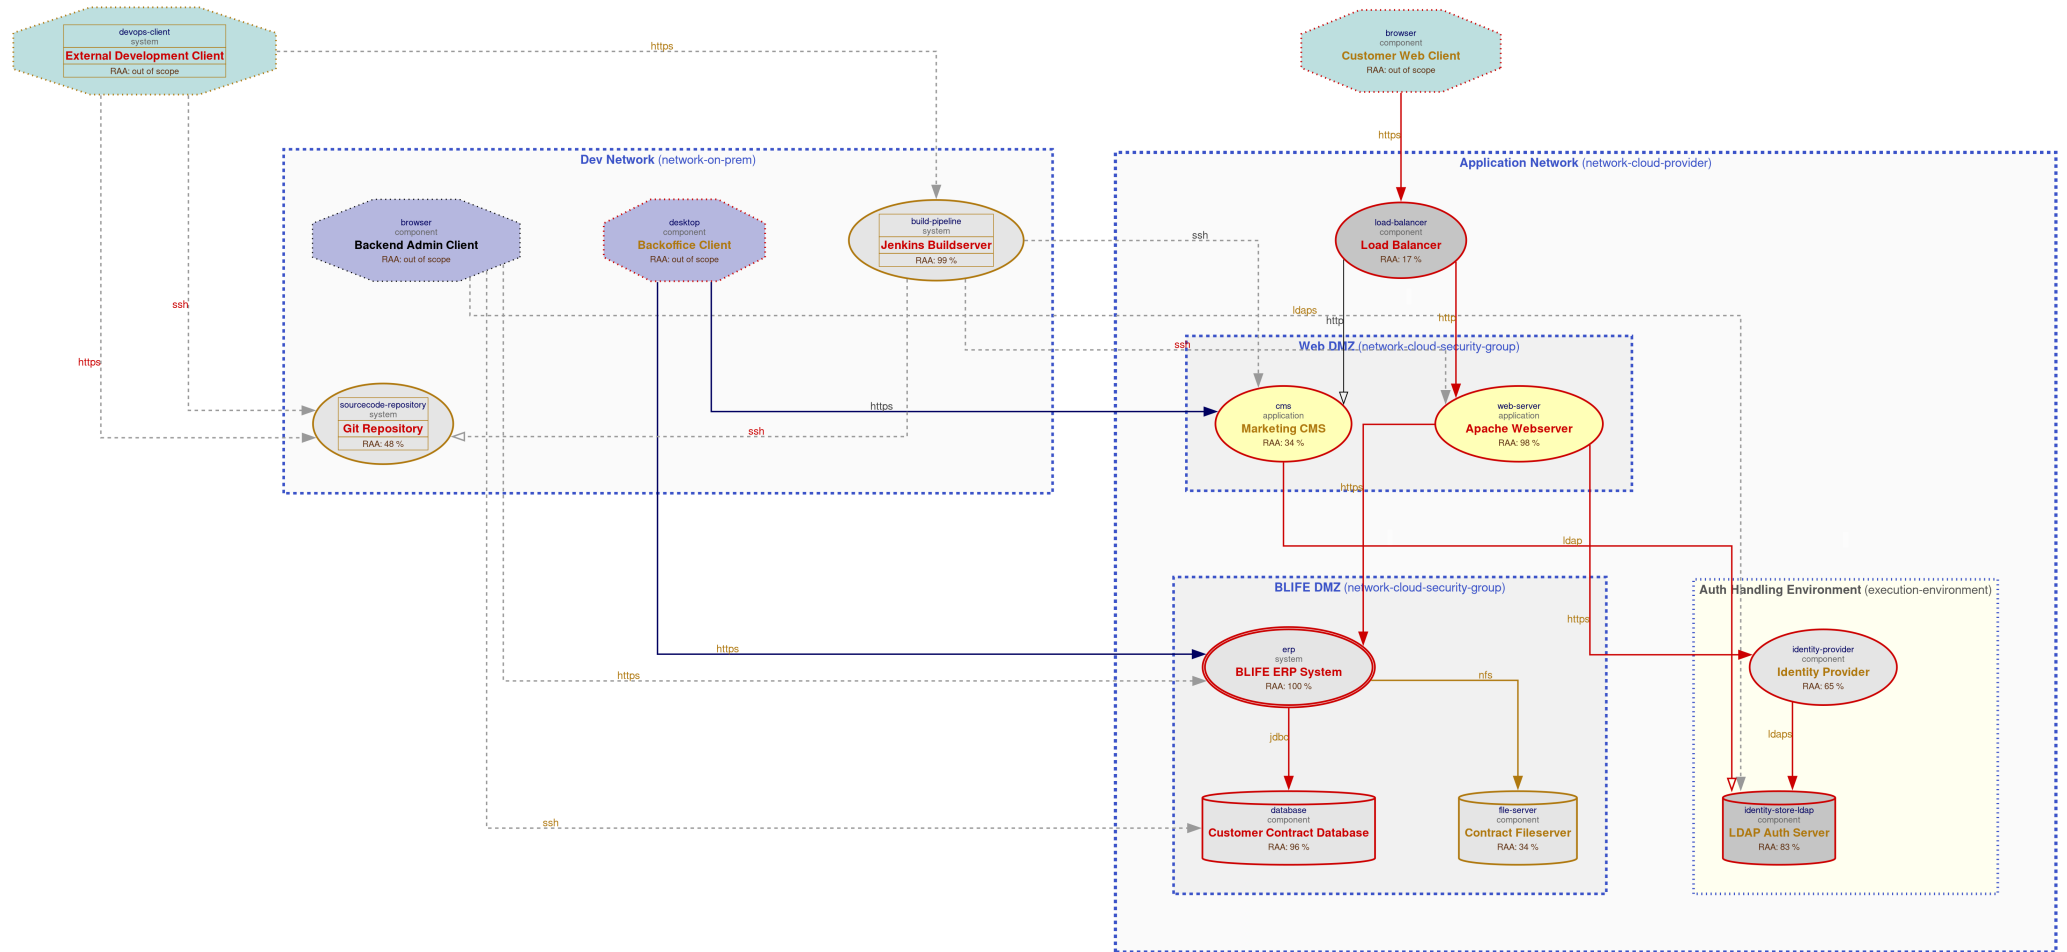 devops-client
system
External Development Client
RAA: out of scope
https
browser
component
Customer Web Client
RAA: out of scope
https
Dev Network (network-on-prem)
Application Network (network-cloud-provider)
browser
component
Backend Admin Client
RAA: out of scope
desktop
component
Backoffice Client
RAA: out of scope
build-pipeline
system
Jenkins Buildserver
RAA: 99 %
ssh
load-balancer
component
Load Balancer
RAA: 17 %
ssh
ldaps
http
http
https
ssh
Web DMZ (network-cloud-security-group)
sourcecode-repository
system
Git Repository
RAA: 48 %
ssh
https
cms
application
Marketing CMS
RAA: 34 %
web-server
application
Apache Webserver
RAA: 98 %
https
ldap
BLIFE DMZ (network-cloud-security-group)
Auth Handling Environment (execution-environment)
https
https
https
erp
system
BLIFE ERP System
RAA: 100 %
nfs
identity-provider
component
Identity Provider
RAA: 65 %
jdbc
ldaps
ssh
database
component
Customer Contract Database
RAA: 96 %
file-server
component
Contract Fileserver
RAA: 34 %
identity-store-ldap
component
LDAP Auth Server
RAA: 83 %